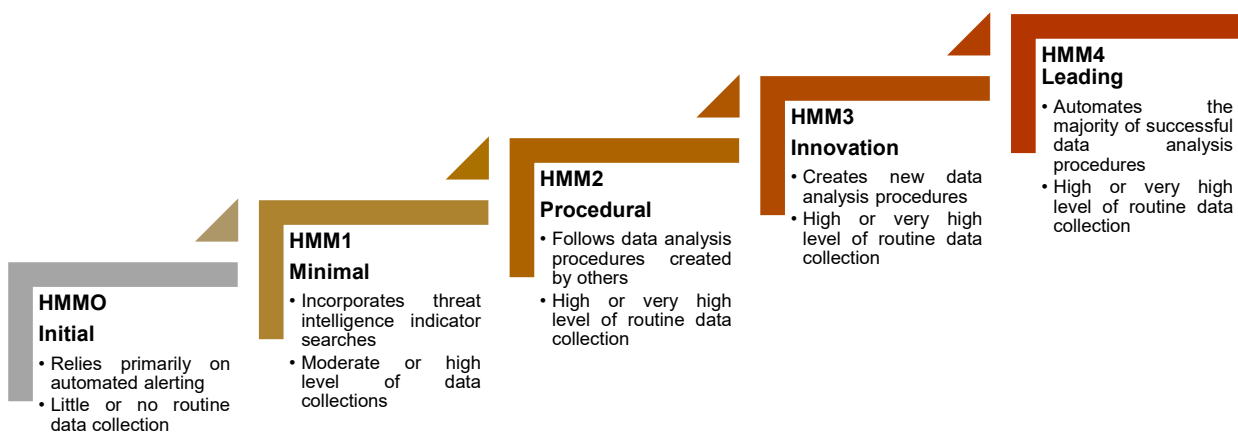 HMMO
Initial
• Relies primarily on
automated alerting
• Little or no routine
data collection
HMM1
Minimal
• Incorporates threat
intelligence indicator
searches
• Moderate or high
level of data
collections
HMM2
Procedural
• Follows data analysis
procedures created
by others
• High or very high
level of routine data
collection
HMM3
Innovation
• Creates new data
analysis procedures
• High or very high
level of routine data
collection
HMM4
Leading
• Automates the
majority of successful
data analysis
procedures
• High or very high
level of routine data
collection